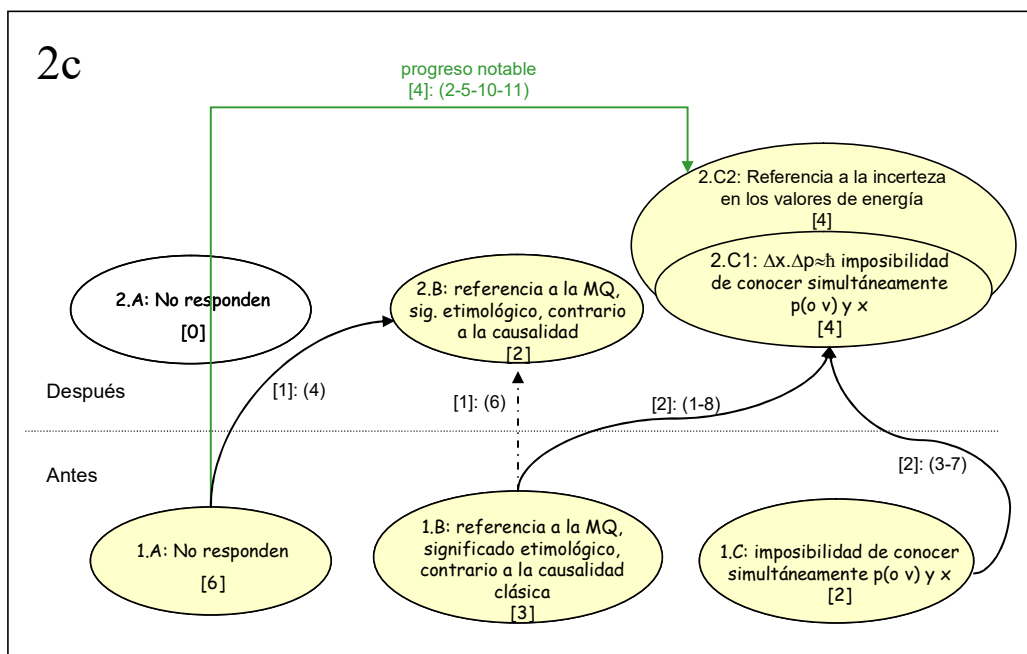 2c
progreso notable
[4]: (2-5-10-11)
2.C2: Referencia a la incerteza
en los valores de energía
[4]
2.C1: Δx.Δp≈ħ imposibilidad
de conocer simultáneamente
p(o v) y x
[4]
2.A: No responden
[0]
2.B: referencia a la MQ,
sig. etimológico, contrario
a la causalidad
[2]
Después
[1]: (4)
[1]: (6)
[2]: (1-8)
[2]: (3-7)
Antes
1.A: No responden
[6]
1.B: referencia a la MQ,
significado etimológico,
contrario a la causalidad
clásica
[3]
1.C: imposibilidad de conocer
simultáneamente p(o v) y x
[2]